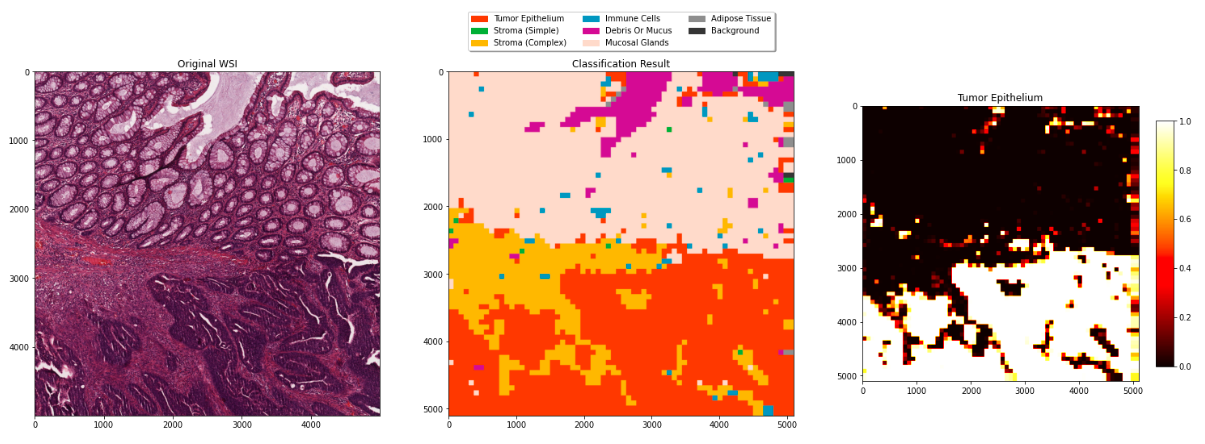 Tumor Epithelium Immune Cells Adipose Tissue
Stroma (Simple) Debris Or Mucus Background
Stroma (Complex) Mucosal Glands
Original WSI
0
1000
2000
3000
4000
0 1000 2000 3000 4000
Classification Result
0
1000
2000
3000
4000
5000
0 1000 2000 3000 4000 5000
Tumor Epithelium
0
1000
2000
3000
4000
5000
0 1000 2000 3000 4000 5000
1.0
0.8
0.6
0.4
0.2
0.0